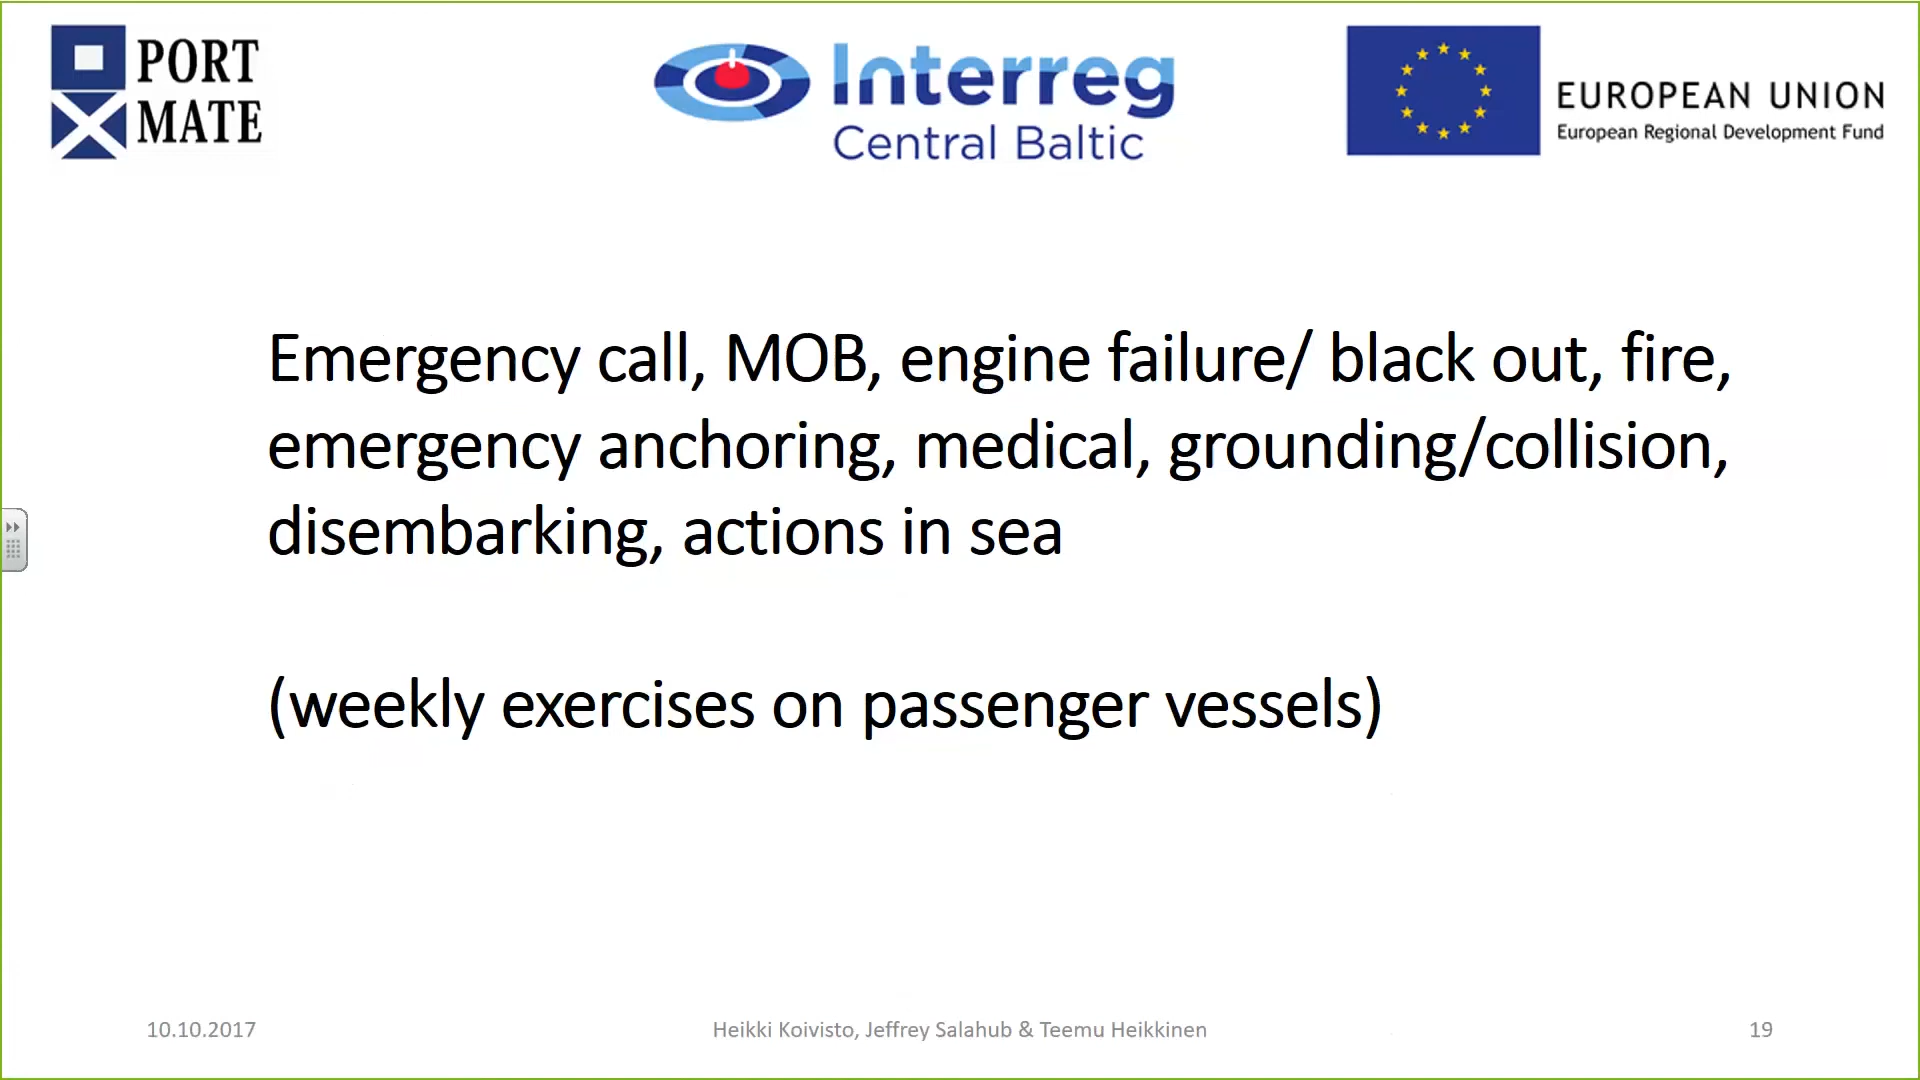 PORT
MATE
Interreg
Central Baltic
EUROPEAN UNION
European Regional Development Fund
Emergency call, MOB, engine failure/ black out, fire,
emergency anchoring, medical, grounding/collision,
disembarking, actions in sea
(weekly exercises on passenger vessels)
10.10.2017
Heikki Koivisto, Jeffrey Salahub & Teemu Heikkinen
19